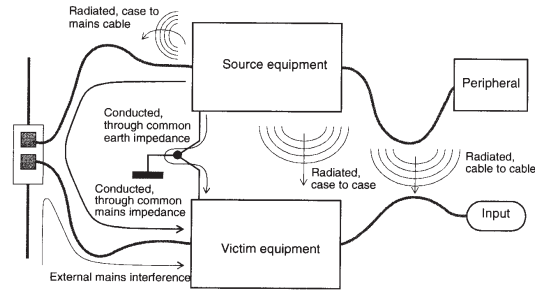 Radiated, case to
mains cable
Source equipment
Peripheral
Conducted,
through common
earth impedance
Radiated,
case to case
Radiated,
cable to cable
Conducted,
through common
mains impedance
Input
Victim equipment
External mains interference